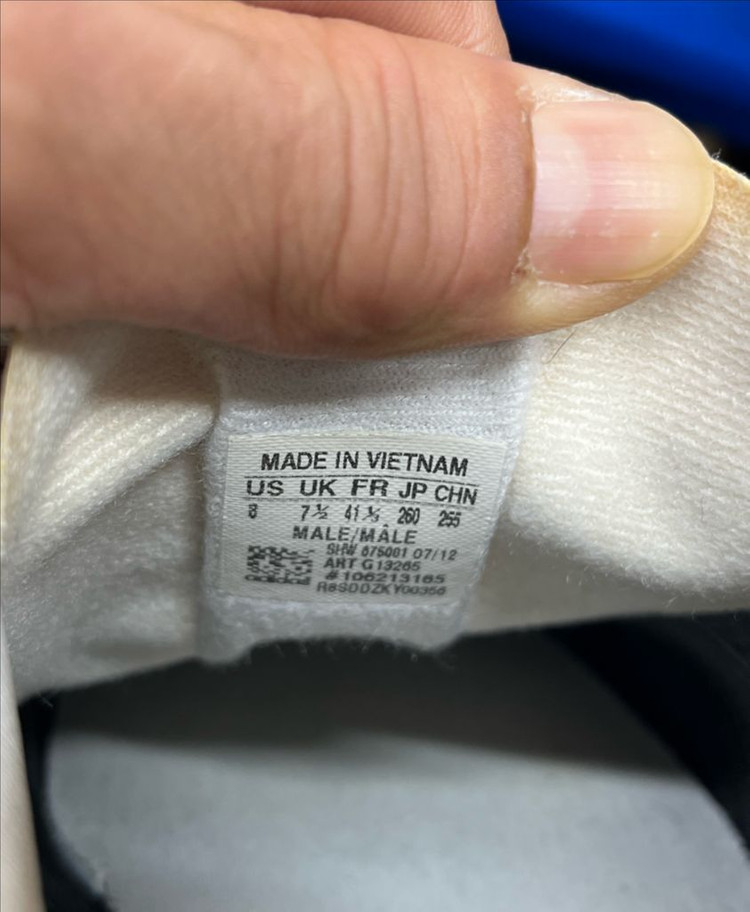 MADE IN VIETNAM
US UK FR JP CHN
8 7½ 41⅓ 260 255
MALE/MÂLE
SHW 675001 07/12
ART G13265
#106213165